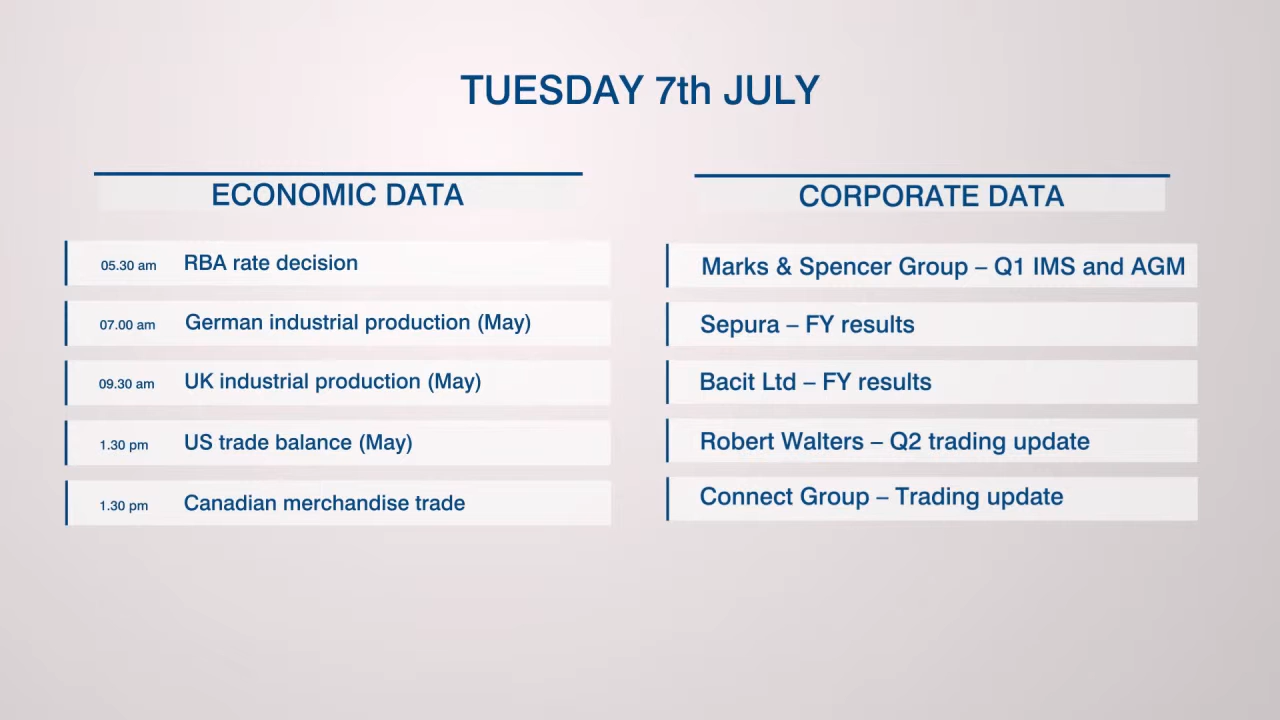 TUESDAY 7th JULY
ECONOMIC DATA
05.30 am RBA rate decision
07.00 am German industrial production (May)
09.30 am UK industrial production (May)
1.30 pm US trade balance (May)
1.30 pm Canadian merchandise trade
CORPORATE DATA
Marks & Spencer Group – Q1 IMS and AGM
Sepura – FY results
Bacit Ltd – FY results
Robert Walters – Q2 trading update
Connect Group – Trading update